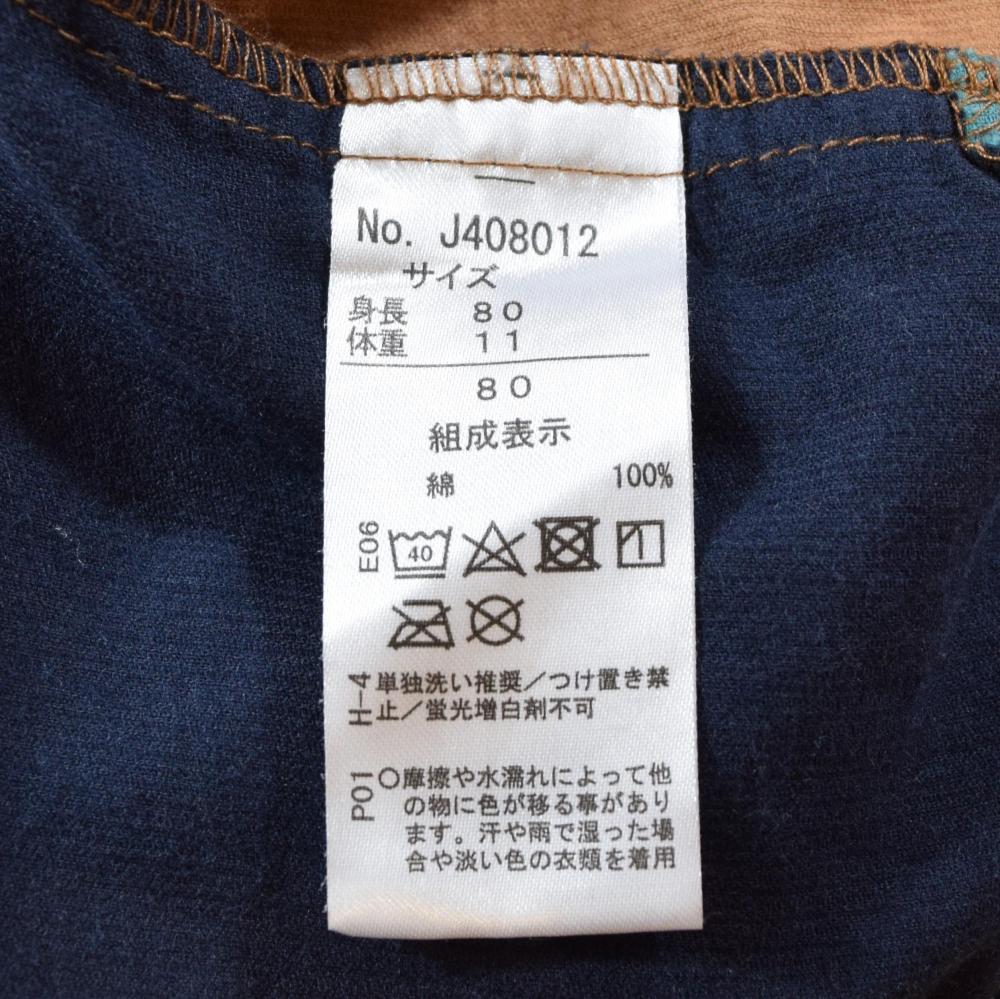 No. J408012
サイズ
身長 80
体重 11
80
組成表示
綿 100%
E06
40
H-4 単独洗い推奨/つけ置き禁
止/蛍光増白剤不可
P01 ○摩擦や水濡れによって他
の物に色が移る事があり
ます。汗や雨で湿った場
合や淡い色の衣類を着用